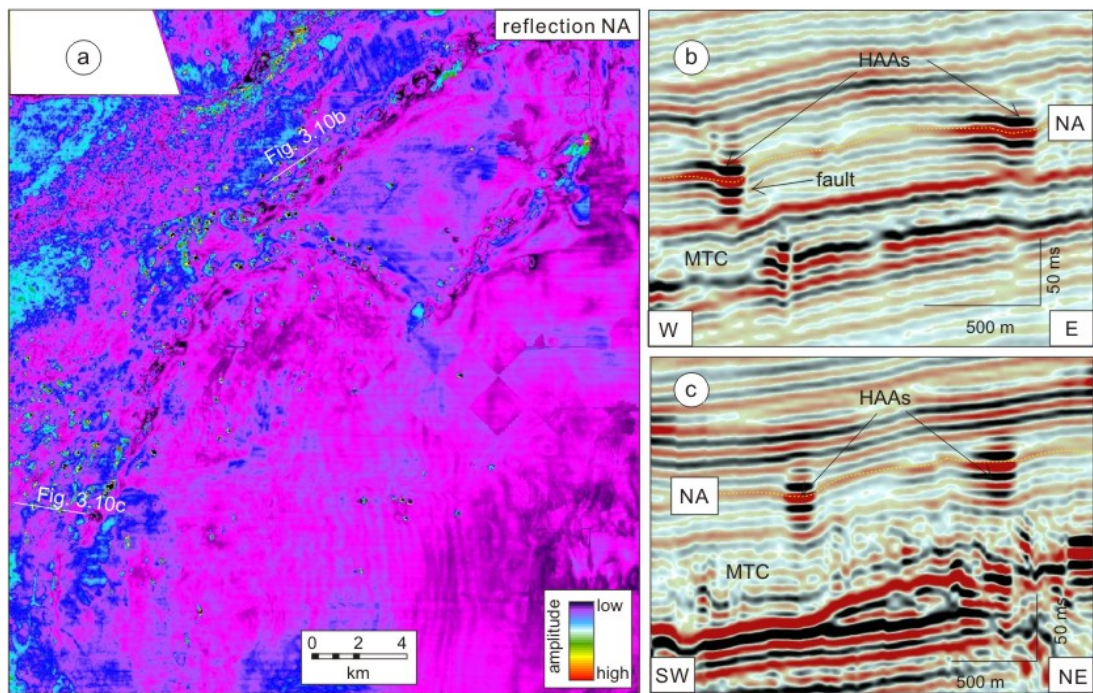 a
reflection NA
Fig. 3.10b
Fig. 3.10c
0 2 4
km
amplitude
low
high
b
HAAs
NA
fault
MTC
50 ms
500 m
W
E
c
HAAs
NA
MTC
50 ms
500 m
SW
NE